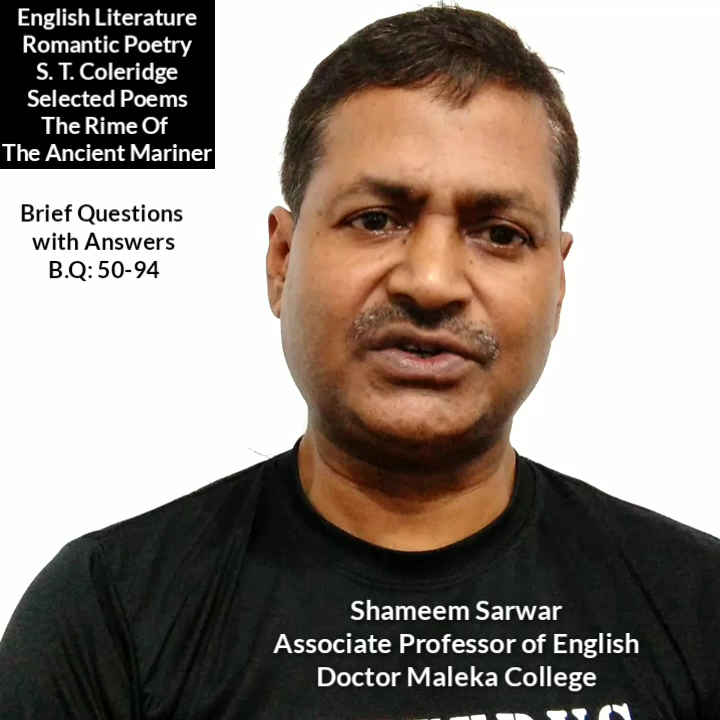 English Literature
Romantic Poetry
S. T. Coleridge
Selected Poems
The Rime Of
The Ancient Mariner
Brief Questions
with Answers
B.Q: 50-94
Shameem Sarwar
Associate Professor of English
Doctor Maleka College